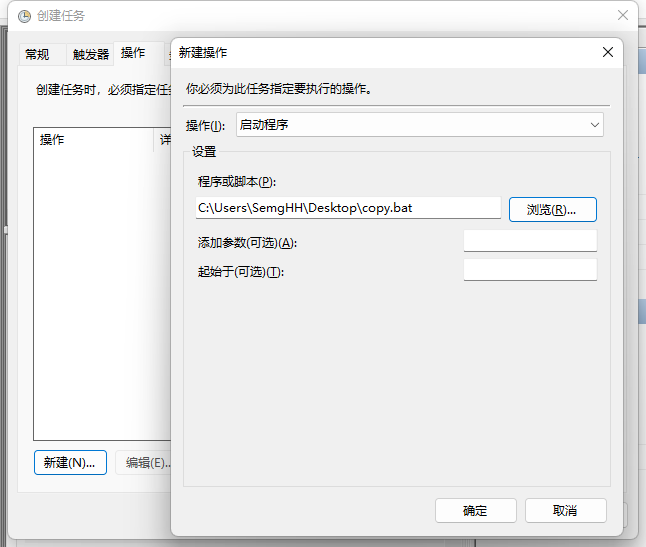 创建任务
常规
触发器
操作
新建操作
创建任务时，必须指定任务
你必须为此任务指定要执行的操作。
操作(I):
启动程序
设置
操作
详
程序或脚本(P):
C:\Users\SemgHH\Desktop\copy.bat
浏览(R)...
添加参数(可选)(A):
起始于(可选)(T):
新建(N)...
编辑(E)..
确定
取消